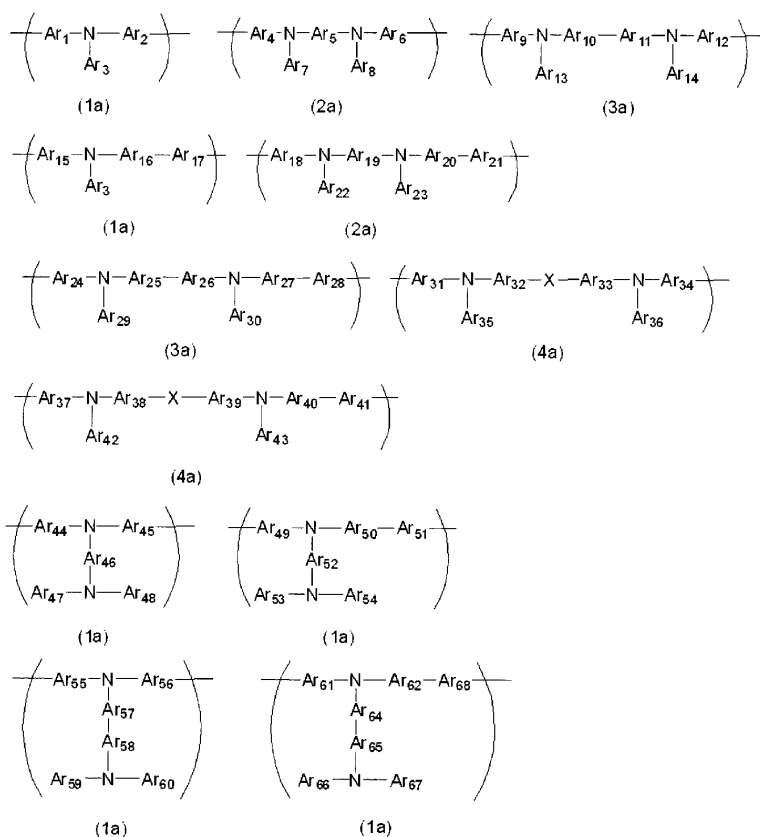 Ar1—N—Ar2 Ar4—N—Ar5—N—Ar6 Ar9—N—Ar10—Ar11—N—Ar12
Ar3 Ar7 Ar8 Ar13 Ar14
(1a) (2a) (3a)
Ar15—N—Ar16—Ar17 Ar18—N—Ar19—N—Ar20—Ar21
Ar3 Ar22 Ar23
(1a) (2a)
Ar24—N—Ar25—Ar26—N—Ar27—Ar28 Ar31—N—Ar32—X—Ar33—N—Ar34
Ar29 Ar30 Ar35 Ar36
(3a) (4a)
Ar37—N—Ar38—X—Ar39—N—Ar40—Ar41
Ar42 Ar43
(4a)
Ar44—N—Ar45 Ar49—N—Ar50—Ar51
Ar46 Ar52
Ar47—N—Ar48 Ar53—N—Ar54
(1a) (1a)
Ar55—N—Ar56 Ar61—N—Ar62—Ar68
Ar57 Ar64
Ar58 Ar65
Ar59—N—Ar60 Ar66—N—Ar67
(1a) (1a)